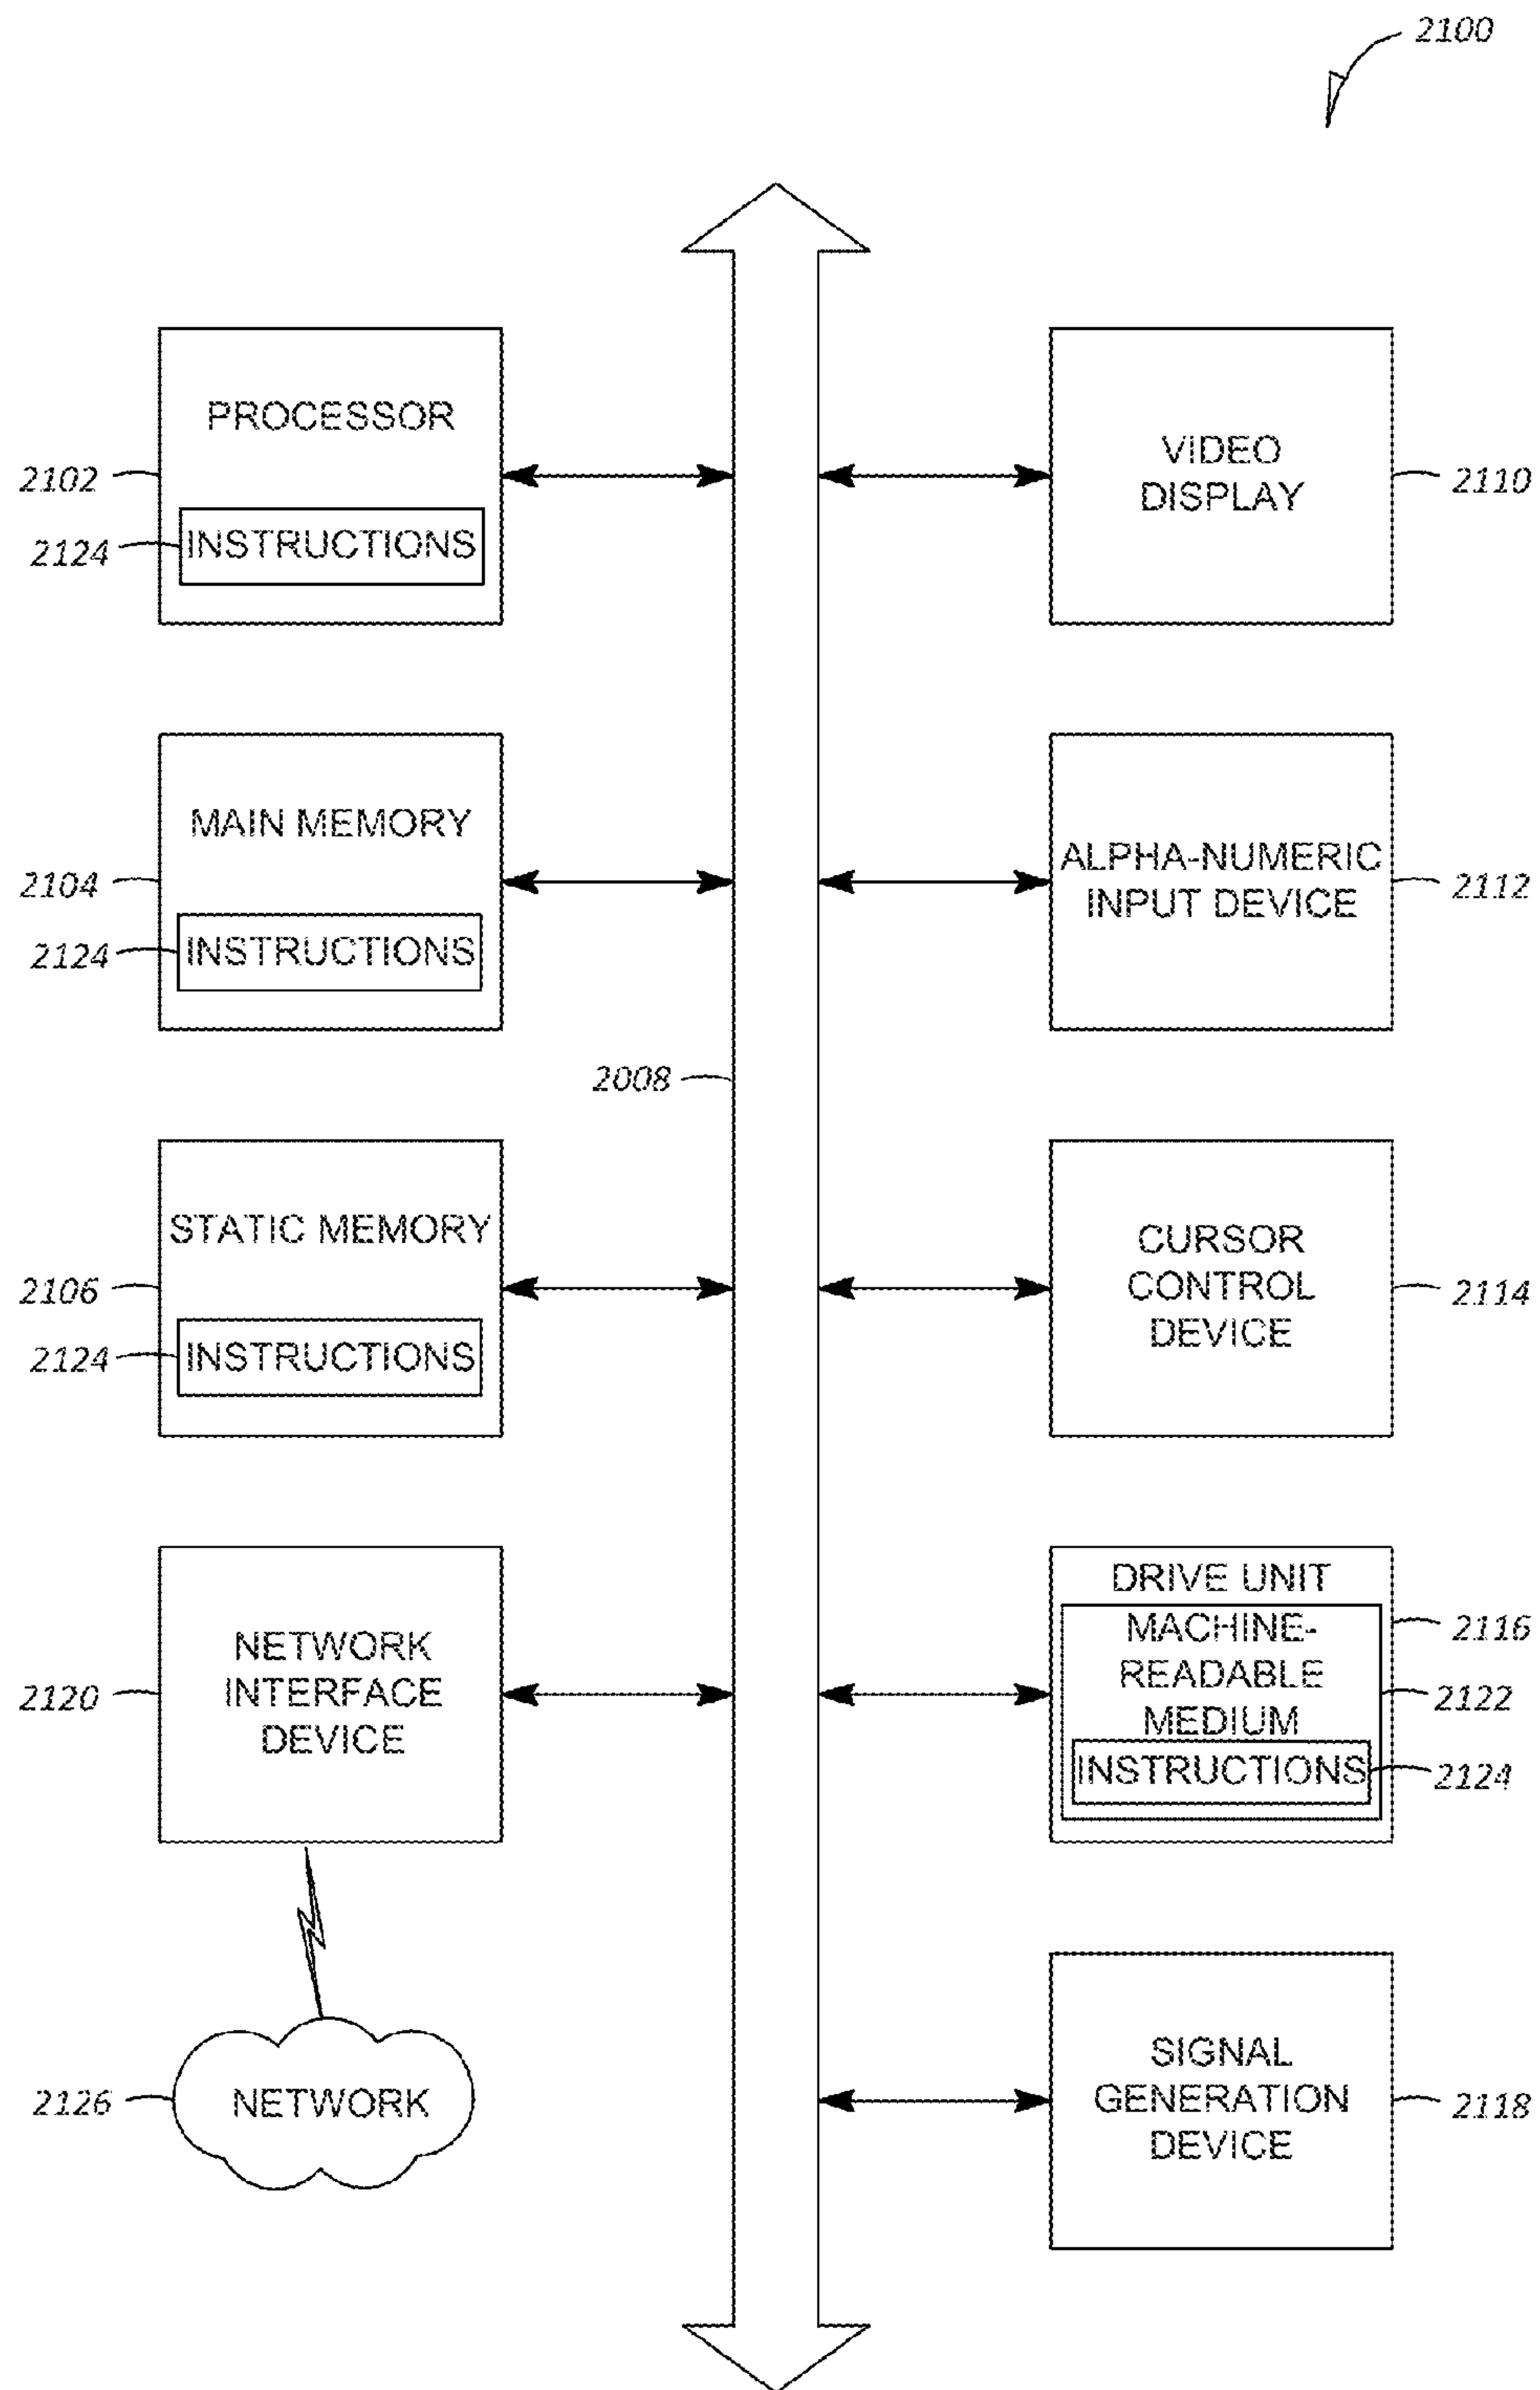 2100
PROCESSOR
2102
2124
INSTRUCTIONS
VIDEO
DISPLAY
2110
MAIN MEMORY
2104
2124
INSTRUCTIONS
ALPHA-NUMERIC
INPUT DEVICE
2112
2008
STATIC MEMORY
2106
2124
INSTRUCTIONS
CURSOR
CONTROL
DEVICE
2114
NETWORK
INTERFACE
DEVICE
2120
DRIVE UNIT
2116
MACHINE-
READABLE
MEDIUM
2122
INSTRUCTIONS
2124
NETWORK
2126
SIGNAL
GENERATION
DEVICE
2118